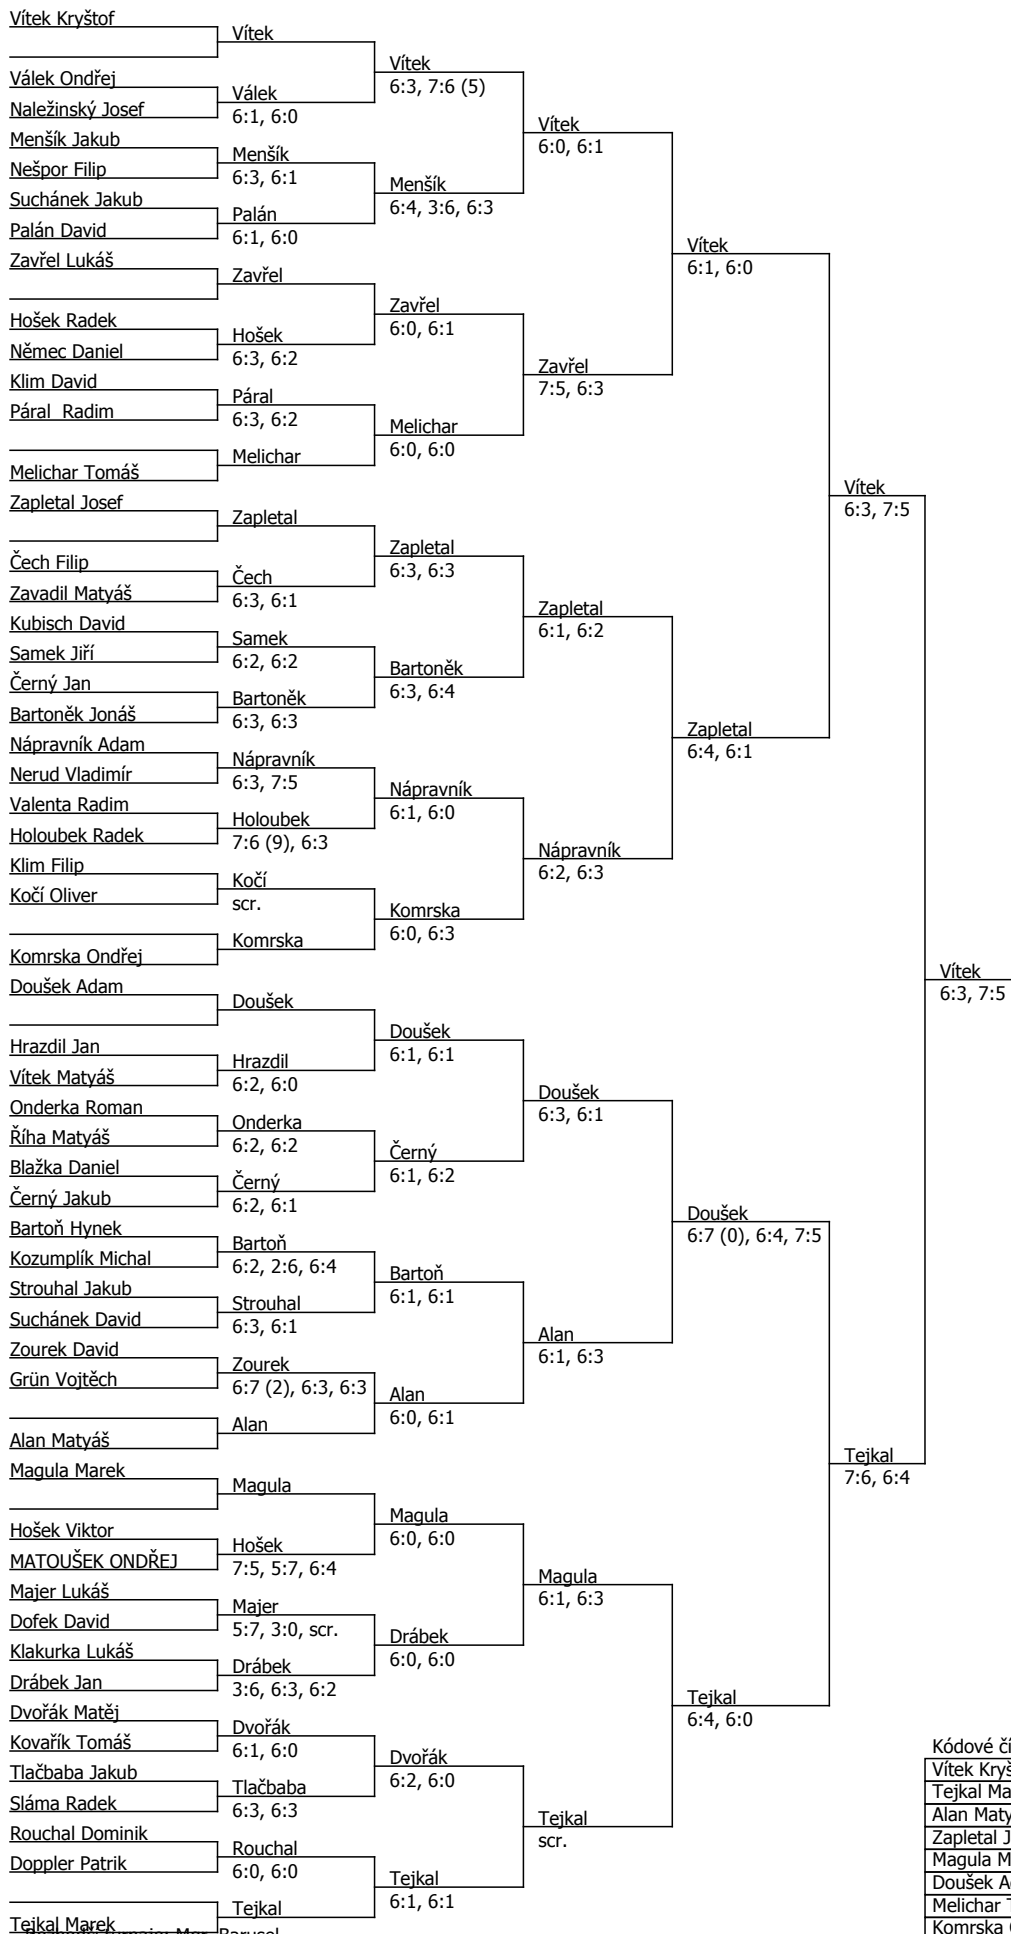 Vítek Kryštof
Vítek
Vítek
6:3, 7:6 (5)
Válek Ondřej
Naležinský Josef
Válek
6:1, 6:0
Vítek
6:0, 6:1
Menšík Jakub
Nešpor Filip
Menšík
6:3, 6:1
Menšík
6:4, 3:6, 6:3
Suchánek Jakub
Palán David
Palán
6:1, 6:0
Vítek
6:1, 6:0
Zavřel Lukáš
Zavřel
Zavřel
6:0, 6:1
Hošek Radek
Němec Daniel
Hošek
6:3, 6:2
Zavřel
7:5, 6:3
Klim David
Páral  Radim
Páral
6:3, 6:2
Melichar
6:0, 6:0
Melichar
Melichar Tomáš
Vítek
6:3, 7:5
Zapletal Josef
Zapletal
Zapletal
6:3, 6:3
Čech Filip
Zavadil Matyáš
Čech
6:3, 6:1
Zapletal
6:1, 6:2
Kubisch David
Samek Jiří
Samek
6:2, 6:2
Bartoněk
6:3, 6:4
Černý Jan
Bartoněk Jonáš
Bartoněk
6:3, 6:3
Zapletal
6:4, 6:1
Nápravník Adam
Nerud Vladimír
Nápravník
6:3, 7:5
Nápravník
6:1, 6:0
Valenta Radim
Holoubek Radek
Holoubek
7:6 (9), 6:3
Nápravník
6:2, 6:3
Klim Filip
Kočí Oliver
Kočí
scr.
Komrska
6:0, 6:3
Komrska
Komrska Ondřej
Vítek
6:3, 7:5
Doušek Adam
Doušek
Doušek
6:1, 6:1
Hrazdil Jan
Vítek Matyáš
Hrazdil
6:2, 6:0
Doušek
6:3, 6:1
Onderka Roman
Říha Matyáš
Onderka
6:2, 6:2
Černý
6:1, 6:2
Blažka Daniel
Černý Jakub
Černý
6:2, 6:1
Doušek
6:7 (0), 6:4, 7:5
Bartoň Hynek
Kozumplík Michal
Bartoň
6:2, 2:6, 6:4
Bartoň
6:1, 6:1
Strouhal Jakub
Suchánek David
Strouhal
6:3, 6:1
Alan
6:1, 6:3
Zourek David
Grün Vojtěch
Zourek
6:7 (2), 6:3, 6:3
Alan
6:0, 6:1
Alan
Alan Matyáš
Tejkal
7:6, 6:4
Magula Marek
Magula
Magula
6:0, 6:0
Hošek Viktor
MATOUŠEK ONDŘEJ
Hošek
7:5, 5:7, 6:4
Magula
6:1, 6:3
Majer Lukáš
Dofek David
Majer
5:7, 3:0, scr.
Drábek
6:0, 6:0
Klakurka Lukáš
Drábek Jan
Drábek
3:6, 6:3, 6:2
Tejkal
6:4, 6:0
Dvořák Matěj
Kovařík Tomáš
Dvořák
6:1, 6:0
Dvořák
6:2, 6:0
Tlačbaba Jakub
Sláma Radek
Tlačbaba
6:3, 6:3
Tejkal
scr.
Rouchal Dominik
Doppler Patrik
Rouchal
6:0, 6:0
Tejkal
6:1, 6:1
Tejkal
Tejkal Marek
Kódové čí
Vítek Kryš
Tejkal Ma
Alan Maty
Zapletal J
Magula M
Doušek A
Melichar T
Komrska